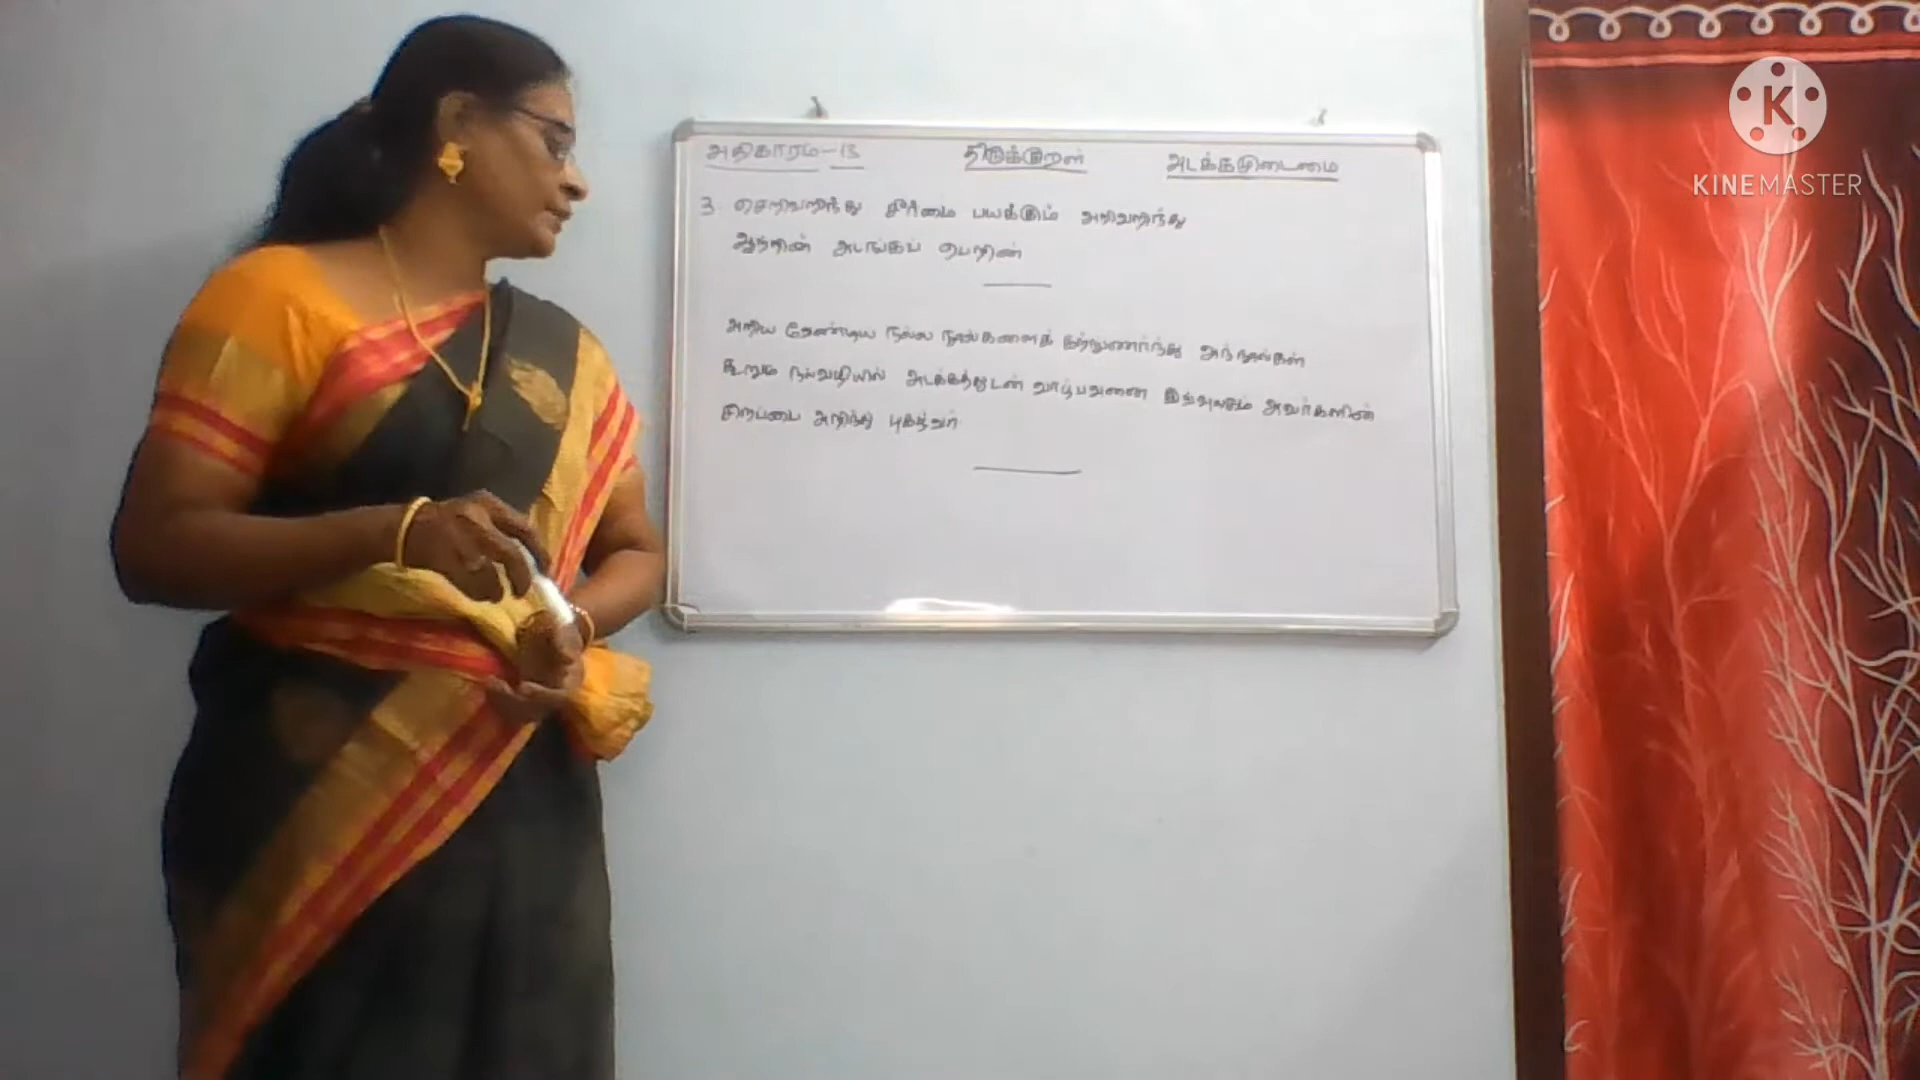 அதிகாரம்-13 திருக்குறள் அடக்கமுடைமை
3 செறிவறிந்து சீர்மை பயக்கும் அறிவறிந்து
ஆற்றின் அடங்கப் பெறின்
அறிய வேண்டிய நல்ல நூல்களைக் கற்றுணர்ந்து அந்நூல்கள்
கூறும் நல்வழியில் அடக்கத்துடன் வாழ்பவனை இவ்வுலகம் அவர்களின்
சிறப்பை அறிந்து புகழ்வர்.
K
KINEMASTER